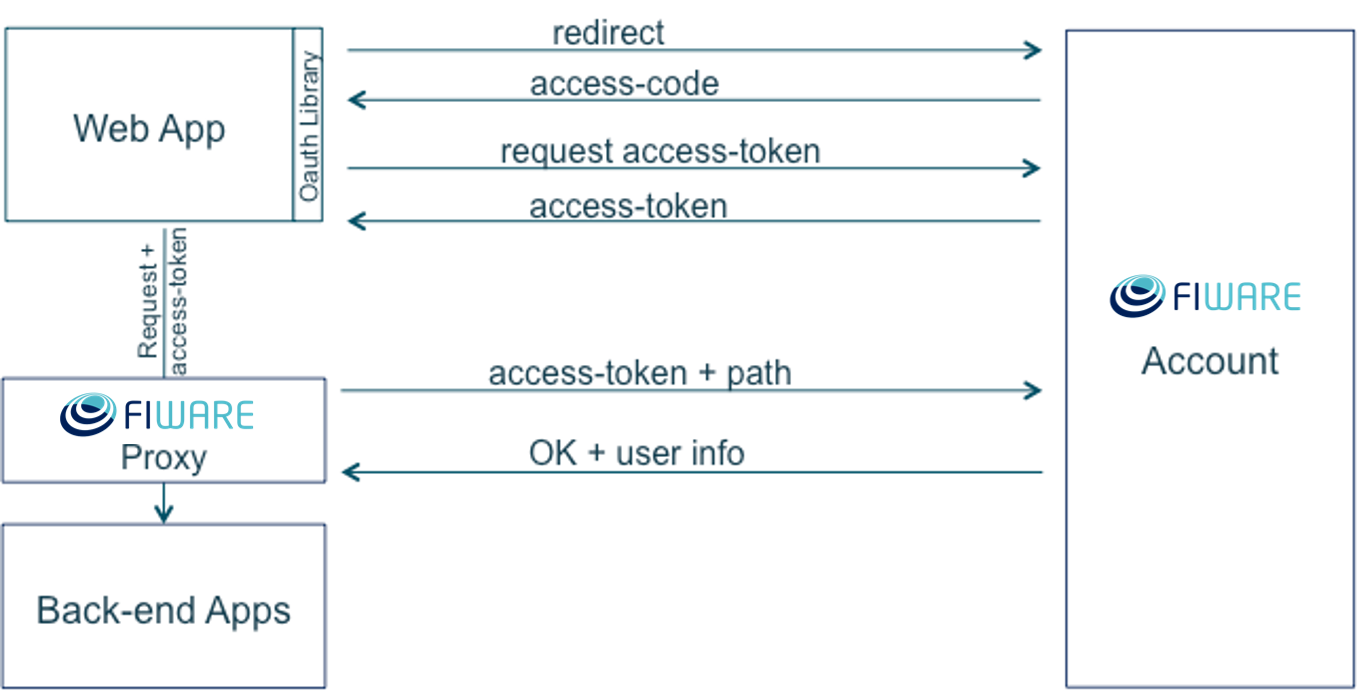 redirect
access-code
Web App
Oauth Library
request access-token
access-token
Request +
access-token
FIWARE
Account
access-token + path
FIWARE
Proxy
OK + user info
Back-end Apps